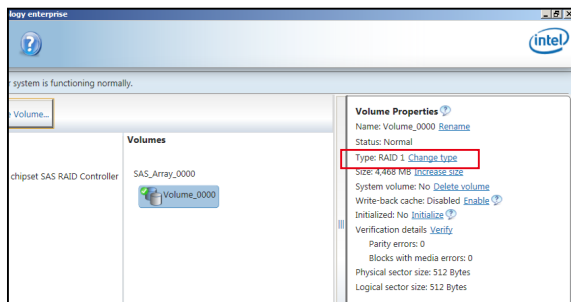 logy enterprise
intel
r system is functioning normally.
e Volume...
Volumes
chipset SAS RAID Controller
SAS_Array_0000
Volume_0000
Volume Properties
Name: Volume_0000 Rename
Status: Normal
Type: RAID 1 Change type
Size: 4,468 MB Increase size
System volume: No Delete volume
Write-back cache: Disabled Enable
Initialized: No Initialize
Verification details Verify
Parity errors: 0
Blocks with media errors: 0
Physical sector size: 512 Bytes
Logical sector size: 512 Bytes